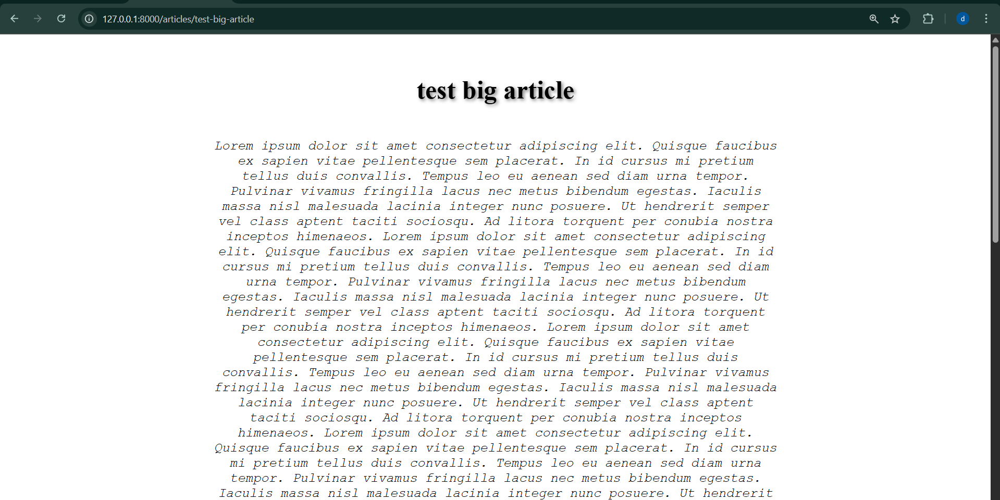 127.0.0.1:8000/articles/test-big-article
d
test big article
Lorem ipsum dolor sit amet consectetur adipiscing elit. Quisque faucibus
ex sapien vitae pellentesque sem placerat. In id cursus mi pretium
tellus duis convallis. Tempus leo eu aenean sed diam urna tempor.
Pulvinar vivamus fringilla lacus nec metus bibendum egestas. Iaculis
massa nisl malesuada lacinia integer nunc posuere. Ut hendrerit semper
vel class aptent taciti sociosqu. Ad litora torquent per conubia nostra
inceptos himenaeos. Lorem ipsum dolor sit amet consectetur adipiscing
elit. Quisque faucibus ex sapien vitae pellentesque sem placerat. In id
cursus mi pretium tellus duis convallis. Tempus leo eu aenean sed diam
urna tempor. Pulvinar vivamus fringilla lacus nec metus bibendum
egestas. Iaculis massa nisl malesuada lacinia integer nunc posuere. Ut
hendrerit semper vel class aptent taciti sociosqu. Ad litora torquent
per conubia nostra inceptos himenaeos. Lorem ipsum dolor sit amet
consectetur adipiscing elit. Quisque faucibus ex sapien vitae
pellentesque sem placerat. In id cursus mi pretium tellus duis
convallis. Tempus leo eu aenean sed diam urna tempor. Pulvinar vivamus
fringilla lacus nec metus bibendum egestas. Iaculis massa nisl malesuada
lacinia integer nunc posuere. Ut hendrerit semper vel class aptent
taciti sociosqu. Ad litora torquent per conubia nostra inceptos
himenaeos. Lorem ipsum dolor sit amet consectetur adipiscing elit.
Quisque faucibus ex sapien vitae pellentesque sem placerat. In id cursus
mi pretium tellus duis convallis. Tempus leo eu aenean sed diam urna
tempor. Pulvinar vivamus fringilla lacus nec metus bibendum egestas.
Iaculis massa nisl malesuada lacinia integer nunc posuere. Ut hendrerit